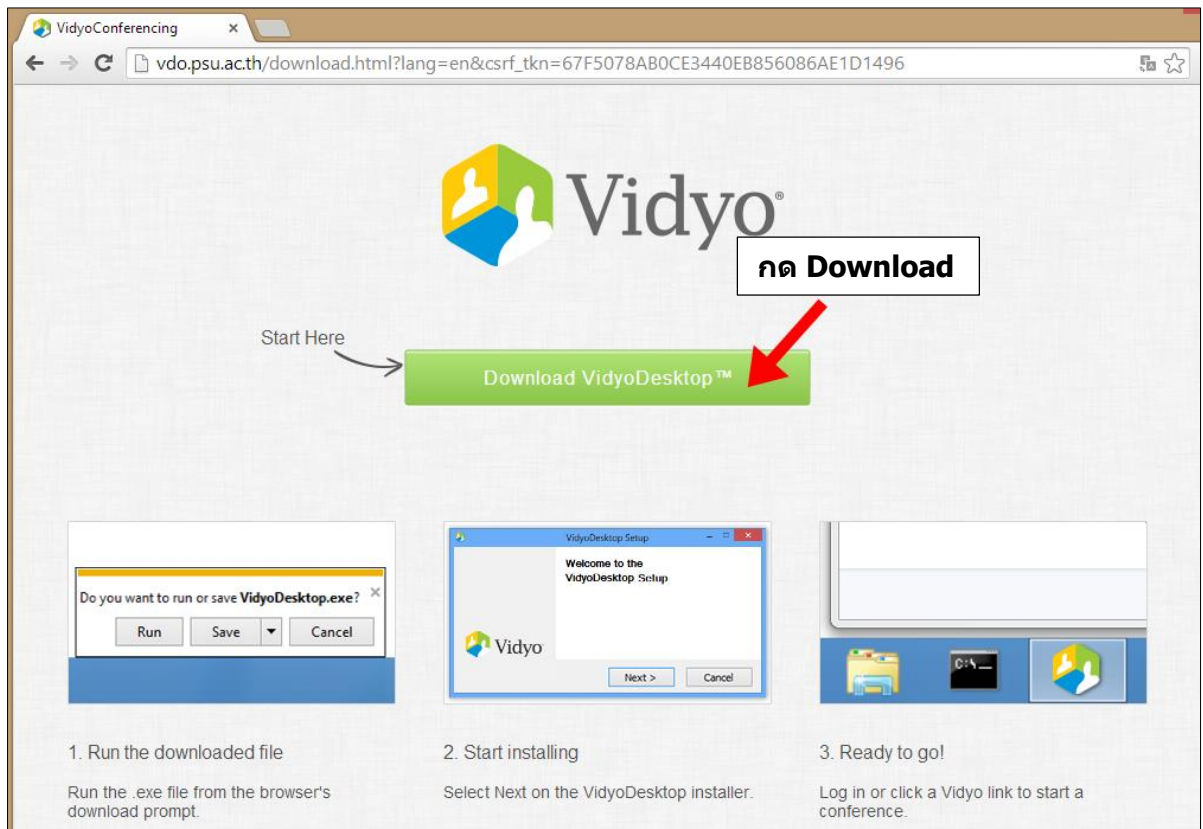 VidyoConferencing
vdo.psu.ac.th/download.html?lang=en&csrf_tkn=67F5078AB0CE3440EB856086AE1D1496
Vidyo®
กด Download
Start Here
Download VidyoDesktop™
Do you want to run or save VidyoDesktop.exe?
Run Save Cancel
VidyoDesktop Setup
Welcome to the
VidyoDesktop Setup
Vidyo
Next > Cancel
C:\_
1. Run the downloaded file
Run the .exe file from the browser's
download prompt.
2. Start installing
Select Next on the VidyoDesktop installer.
3. Ready to go!
Log in or click a Vidyo link to start a
conference.